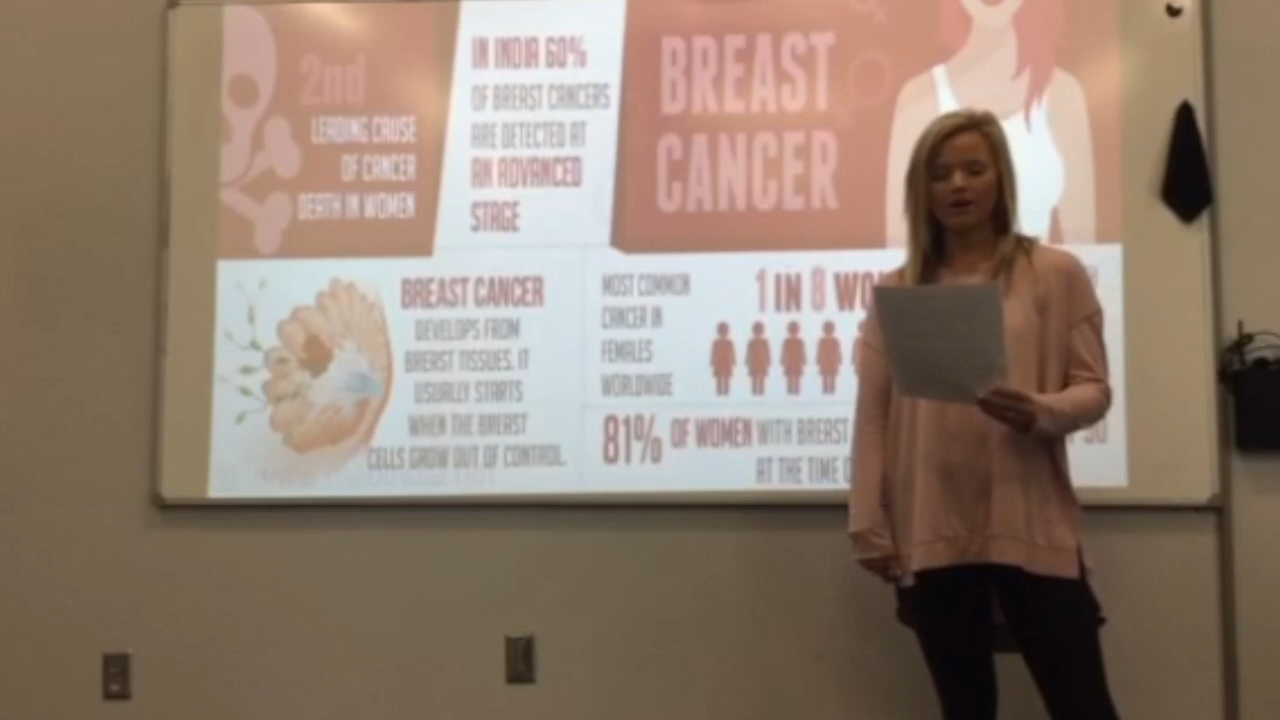 2nd
LEADING CAUSE
OF CANCER
DEATH IN WOMEN
IN INDIA 60%
OF BREAST CANCERS
ARE DETECTED AT
AN ADVANCED
STAGE
BREAST
CANCER
BREAST CANCER
DEVELOPS FROM
BREAST TISSUES. IT
USUALLY STARTS
WHEN THE BREAST
CELLS GROW OUT OF CONTROL.
MOST COMMON
CANCER IN
FEMALES
WORLDWIDE
1 IN 8
81% OF WOMEN WITH BREAST
AT THE TIME